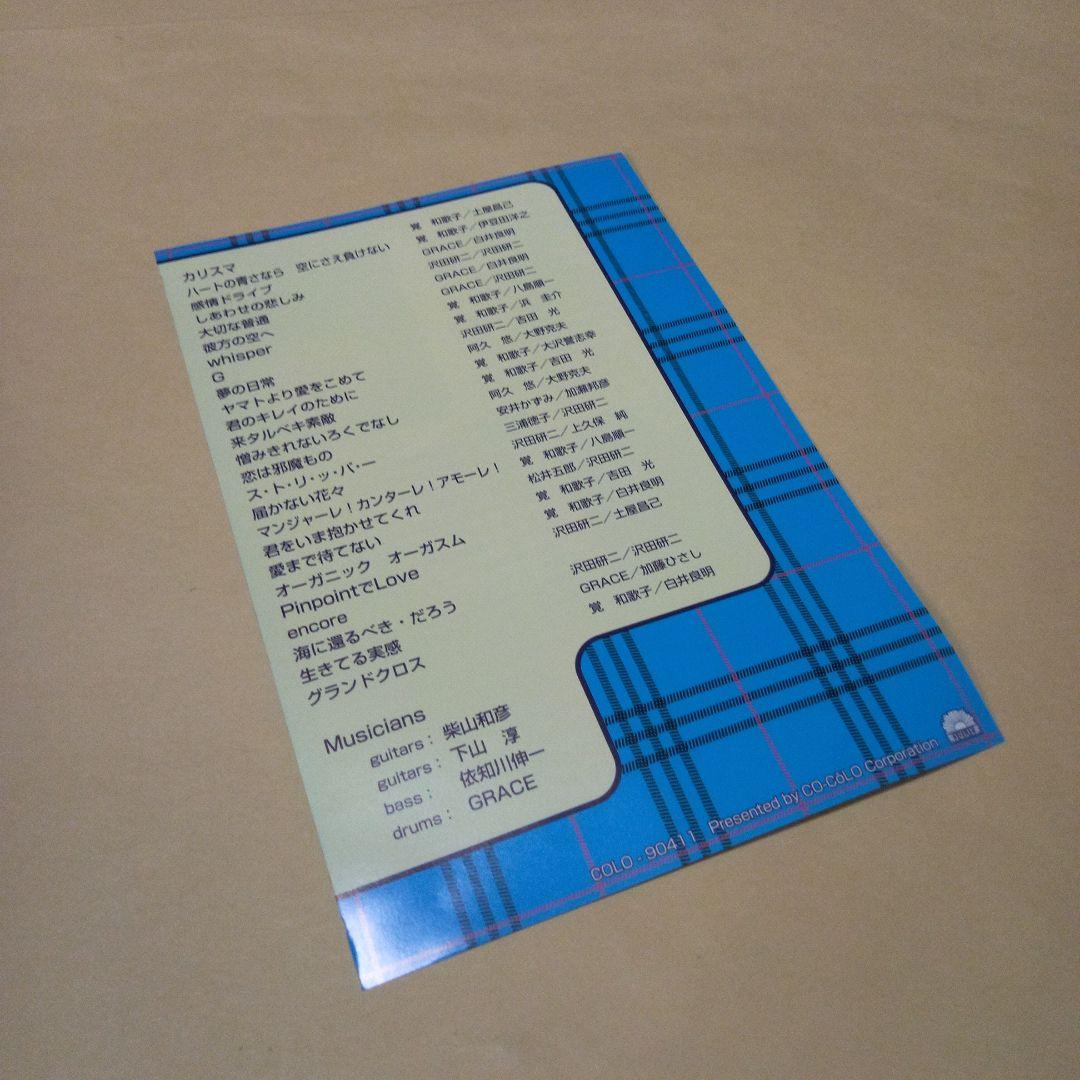 カリスマ 覚 和歌子／土屋昌己
ハートの青さなら 空にさえ負けない 覚 和歌子／伊豆田洋之
感情ドライブ GRACE／白井良明
しあわせの悲しみ 沢田研二／沢田研二
大切な普通 GRACE／白井良明
彼方の空へ GRACE／沢田研二
whisper 覚 和歌子／八島順一
G 覚 和歌子／浜 圭介
夢の日常 沢田研二／吉田 光
ヤマトより愛をこめて 阿久 悠／大野克夫
君のキレイのために 覚 和歌子／大沢誉志幸
来タルベキ素敵 覚 和歌子／吉田 光
憎みきれないろくでなし 阿久 悠／大野克夫
恋は邪魔もの 安井かずみ／加瀬邦彦
ス・ト・リ・ッ・パ・ー 三浦徳子／沢田研二
届かない花々 沢田研二／上久保 純
マンジャーレ！カンターレ！アモーレ！ 覚 和歌子／八島順一
君をいま抱かせてくれ 松井五郎／沢田研二
愛まで待てない 覚 和歌子／吉田 光
オーガニック オーガスム 覚 和歌子／白井良明
PinpointでLove 沢田研二／土屋昌己
encore
海に還るべき・だろう 沢田研二／沢田研二
生きてる実感 GRACE／加藤ひさし
グランドクロス 覚 和歌子／白井良明
Musicians
guitars： 柴山和彦
guitars： 下山 淳
bass： 依知川伸一
drums： GRACE
COLO - 90411 Presented by CO-CóLO Corporation
JULIE